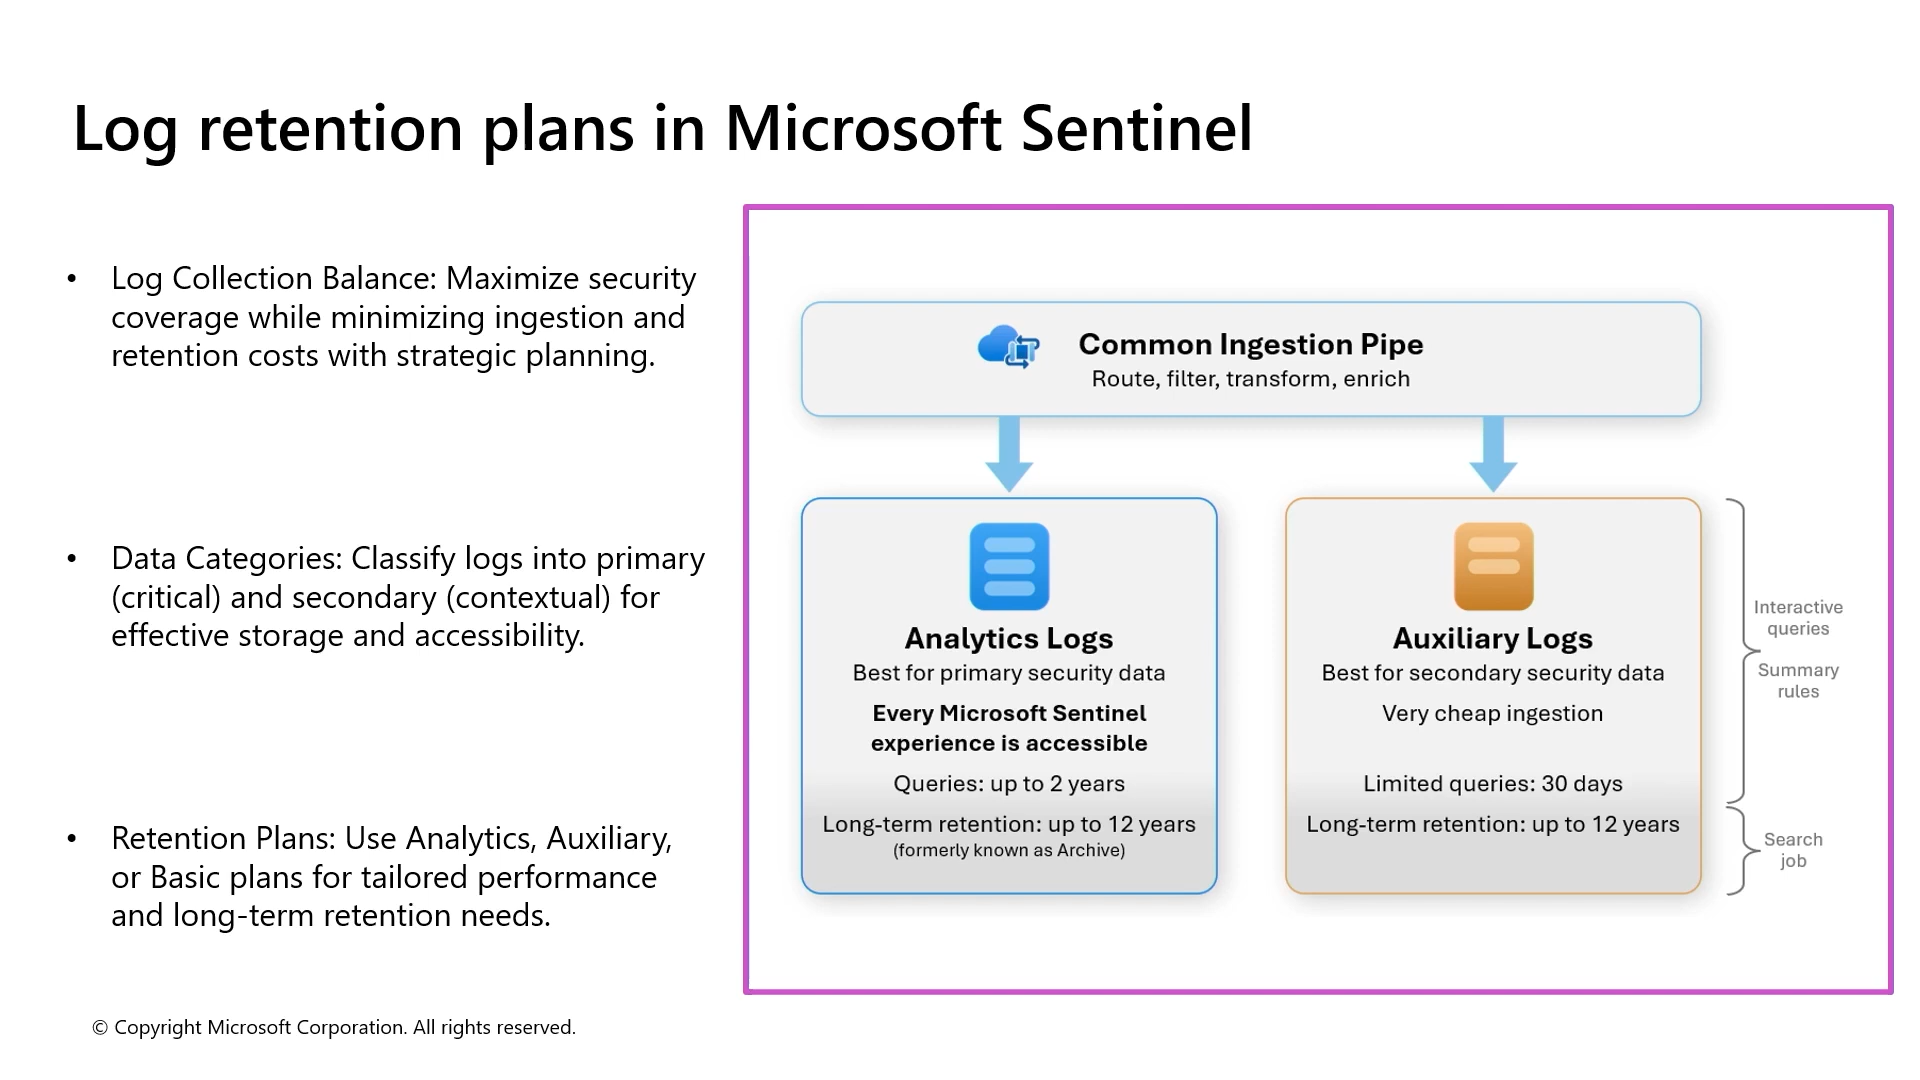 Log retention plans in Microsoft Sentinel
• Log Collection Balance: Maximize security
coverage while minimizing ingestion and
retention costs with strategic planning.
• Data Categories: Classify logs into primary
(critical) and secondary (contextual) for
effective storage and accessibility.
• Retention Plans: Use Analytics, Auxiliary,
or Basic plans for tailored performance
and long-term retention needs.
Common Ingestion Pipe
Route, filter, transform, enrich
Analytics Logs
Best for primary security data
Every Microsoft Sentinel
experience is accessible
Queries: up to 2 years
Long-term retention: up to 12 years
(formerly known as Archive)
Auxiliary Logs
Best for secondary security data
Very cheap ingestion
Limited queries: 30 days
Long-term retention: up to 12 years
Interactive
queries
Summary
rules
Search
job
© Copyright Microsoft Corporation. All rights reserved.